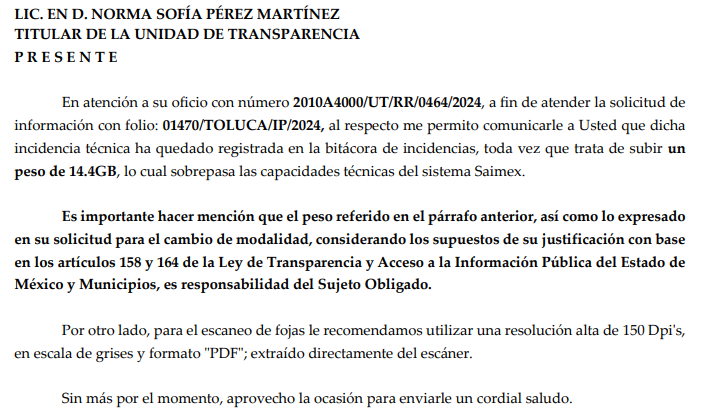 LIC. EN D. NORMA SOFÍA PÉREZ MARTÍNEZ
TITULAR DE LA UNIDAD DE TRANSPARENCIA
P R E S E N T E
En atención a su oficio con número 2010A4000/UT/RR/0464/2024, a fin de atender la solicitud de
información con folio: 01470/TOLUCA/IP/2024, al respecto me permito comunicarle a Usted que dicha
incidencia técnica ha quedado registrada en la bitácora de incidencias, toda vez que trata de subir un
peso de 14.4GB, lo cual sobrepasa las capacidades técnicas del sistema Saimex.
Es importante hacer mención que el peso referido en el párrafo anterior, así como lo expresado
en su solicitud para el cambio de modalidad, considerando los supuestos de su justificación con base
en los artículos 158 y 164 de la Ley de Transparencia y Acceso a la Información Pública del Estado de
México y Municipios, es responsabilidad del Sujeto Obligado.
Por otro lado, para el escaneo de fojas le recomendamos utilizar una resolución alta de 150 Dpi's,
en escala de grises y formato "PDF"; extraído directamente del escáner.
Sin más por el momento, aprovecho la ocasión para enviarle un cordial saludo.